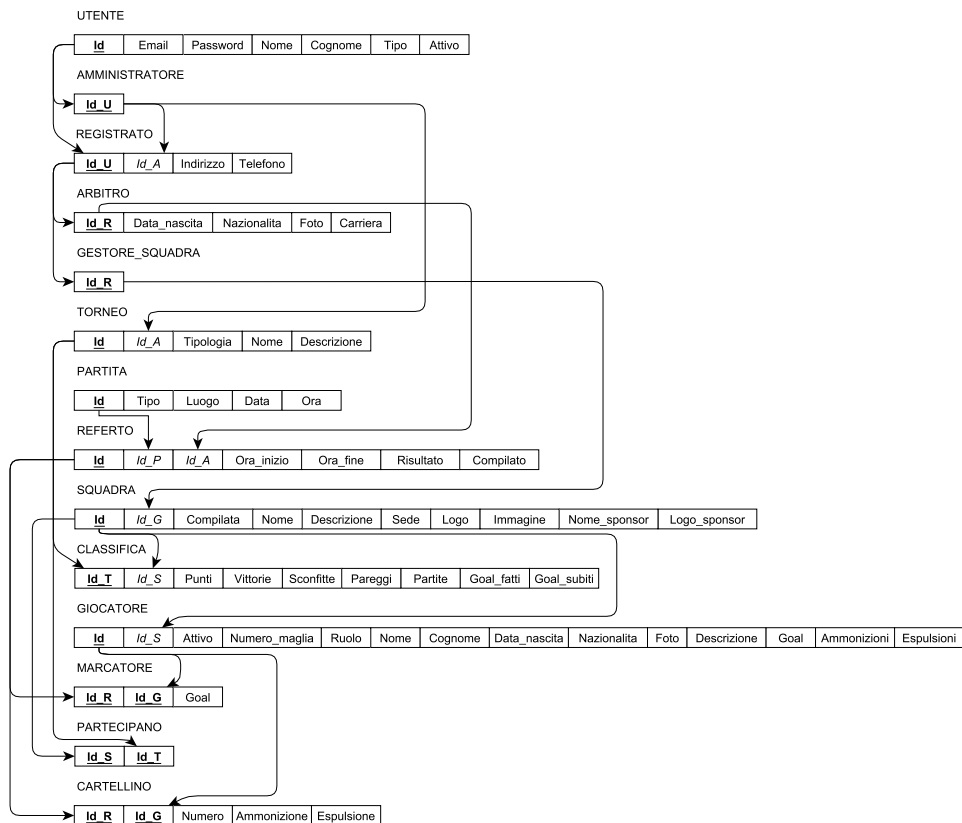 UTENTE
Id Email Password Nome Cognome Tipo Attivo
AMMINISTRATORE
Id_U
REGISTRATO
Id_U Id_A Indirizzo Telefono
ARBITRO
Id_R Data_nascita Nazionalita Foto Carriera
GESTORE_SQUADRA
Id_R
TORNEO
Id Id_A Tipologia Nome Descrizione
PARTITA
Id Tipo Luogo Data Ora
REFERTO
Id Id_P Id_A Ora_inizio Ora_fine Risultato Compilato
SQUADRA
Id Id_G Compilata Nome Descrizione Sede Logo Immagine Nome_sponsor Logo_sponsor
CLASSIFICA
Id_T Id_S Punti Vittorie Sconfitte Pareggi Partite Goal_fatti Goal_subiti
GIOCATORE
Id Id_S Attivo Numero_maglia Ruolo Nome Cognome Data_nascita Nazionalita Foto Descrizione Goal Ammonizioni Espulsioni
MARCATORE
Id_R Id_G Goal
PARTECIPANO
Id_S Id_T
CARTELLINO
Id_R Id_G Numero Ammonizione Espulsione